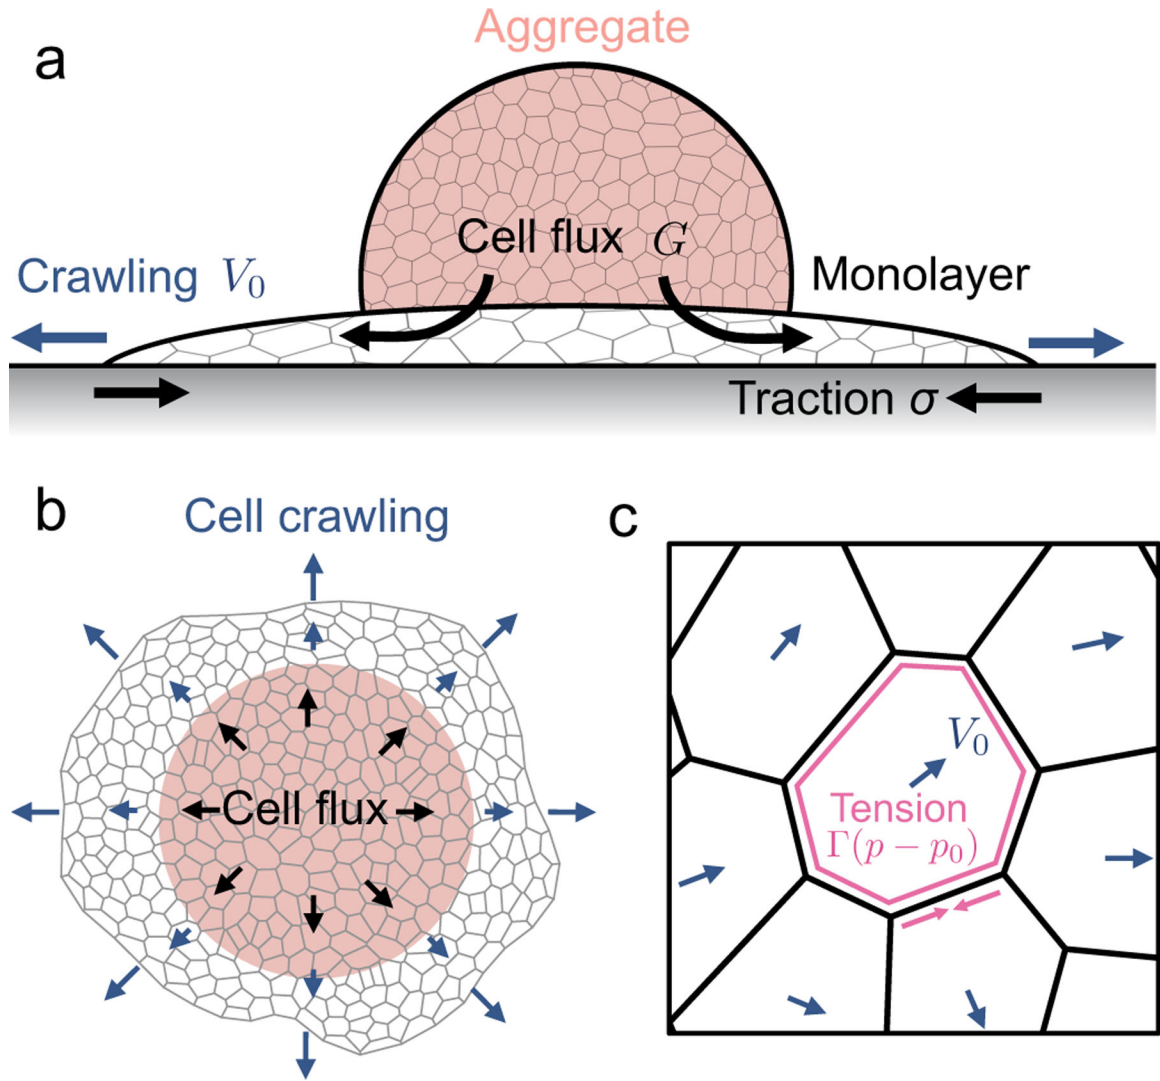 a
Aggregate
Cell flux G
Crawling V₀
Monolayer
Traction σ
b
Cell crawling
Cell flux
c
V₀
Tension
Γ(p − p₀)